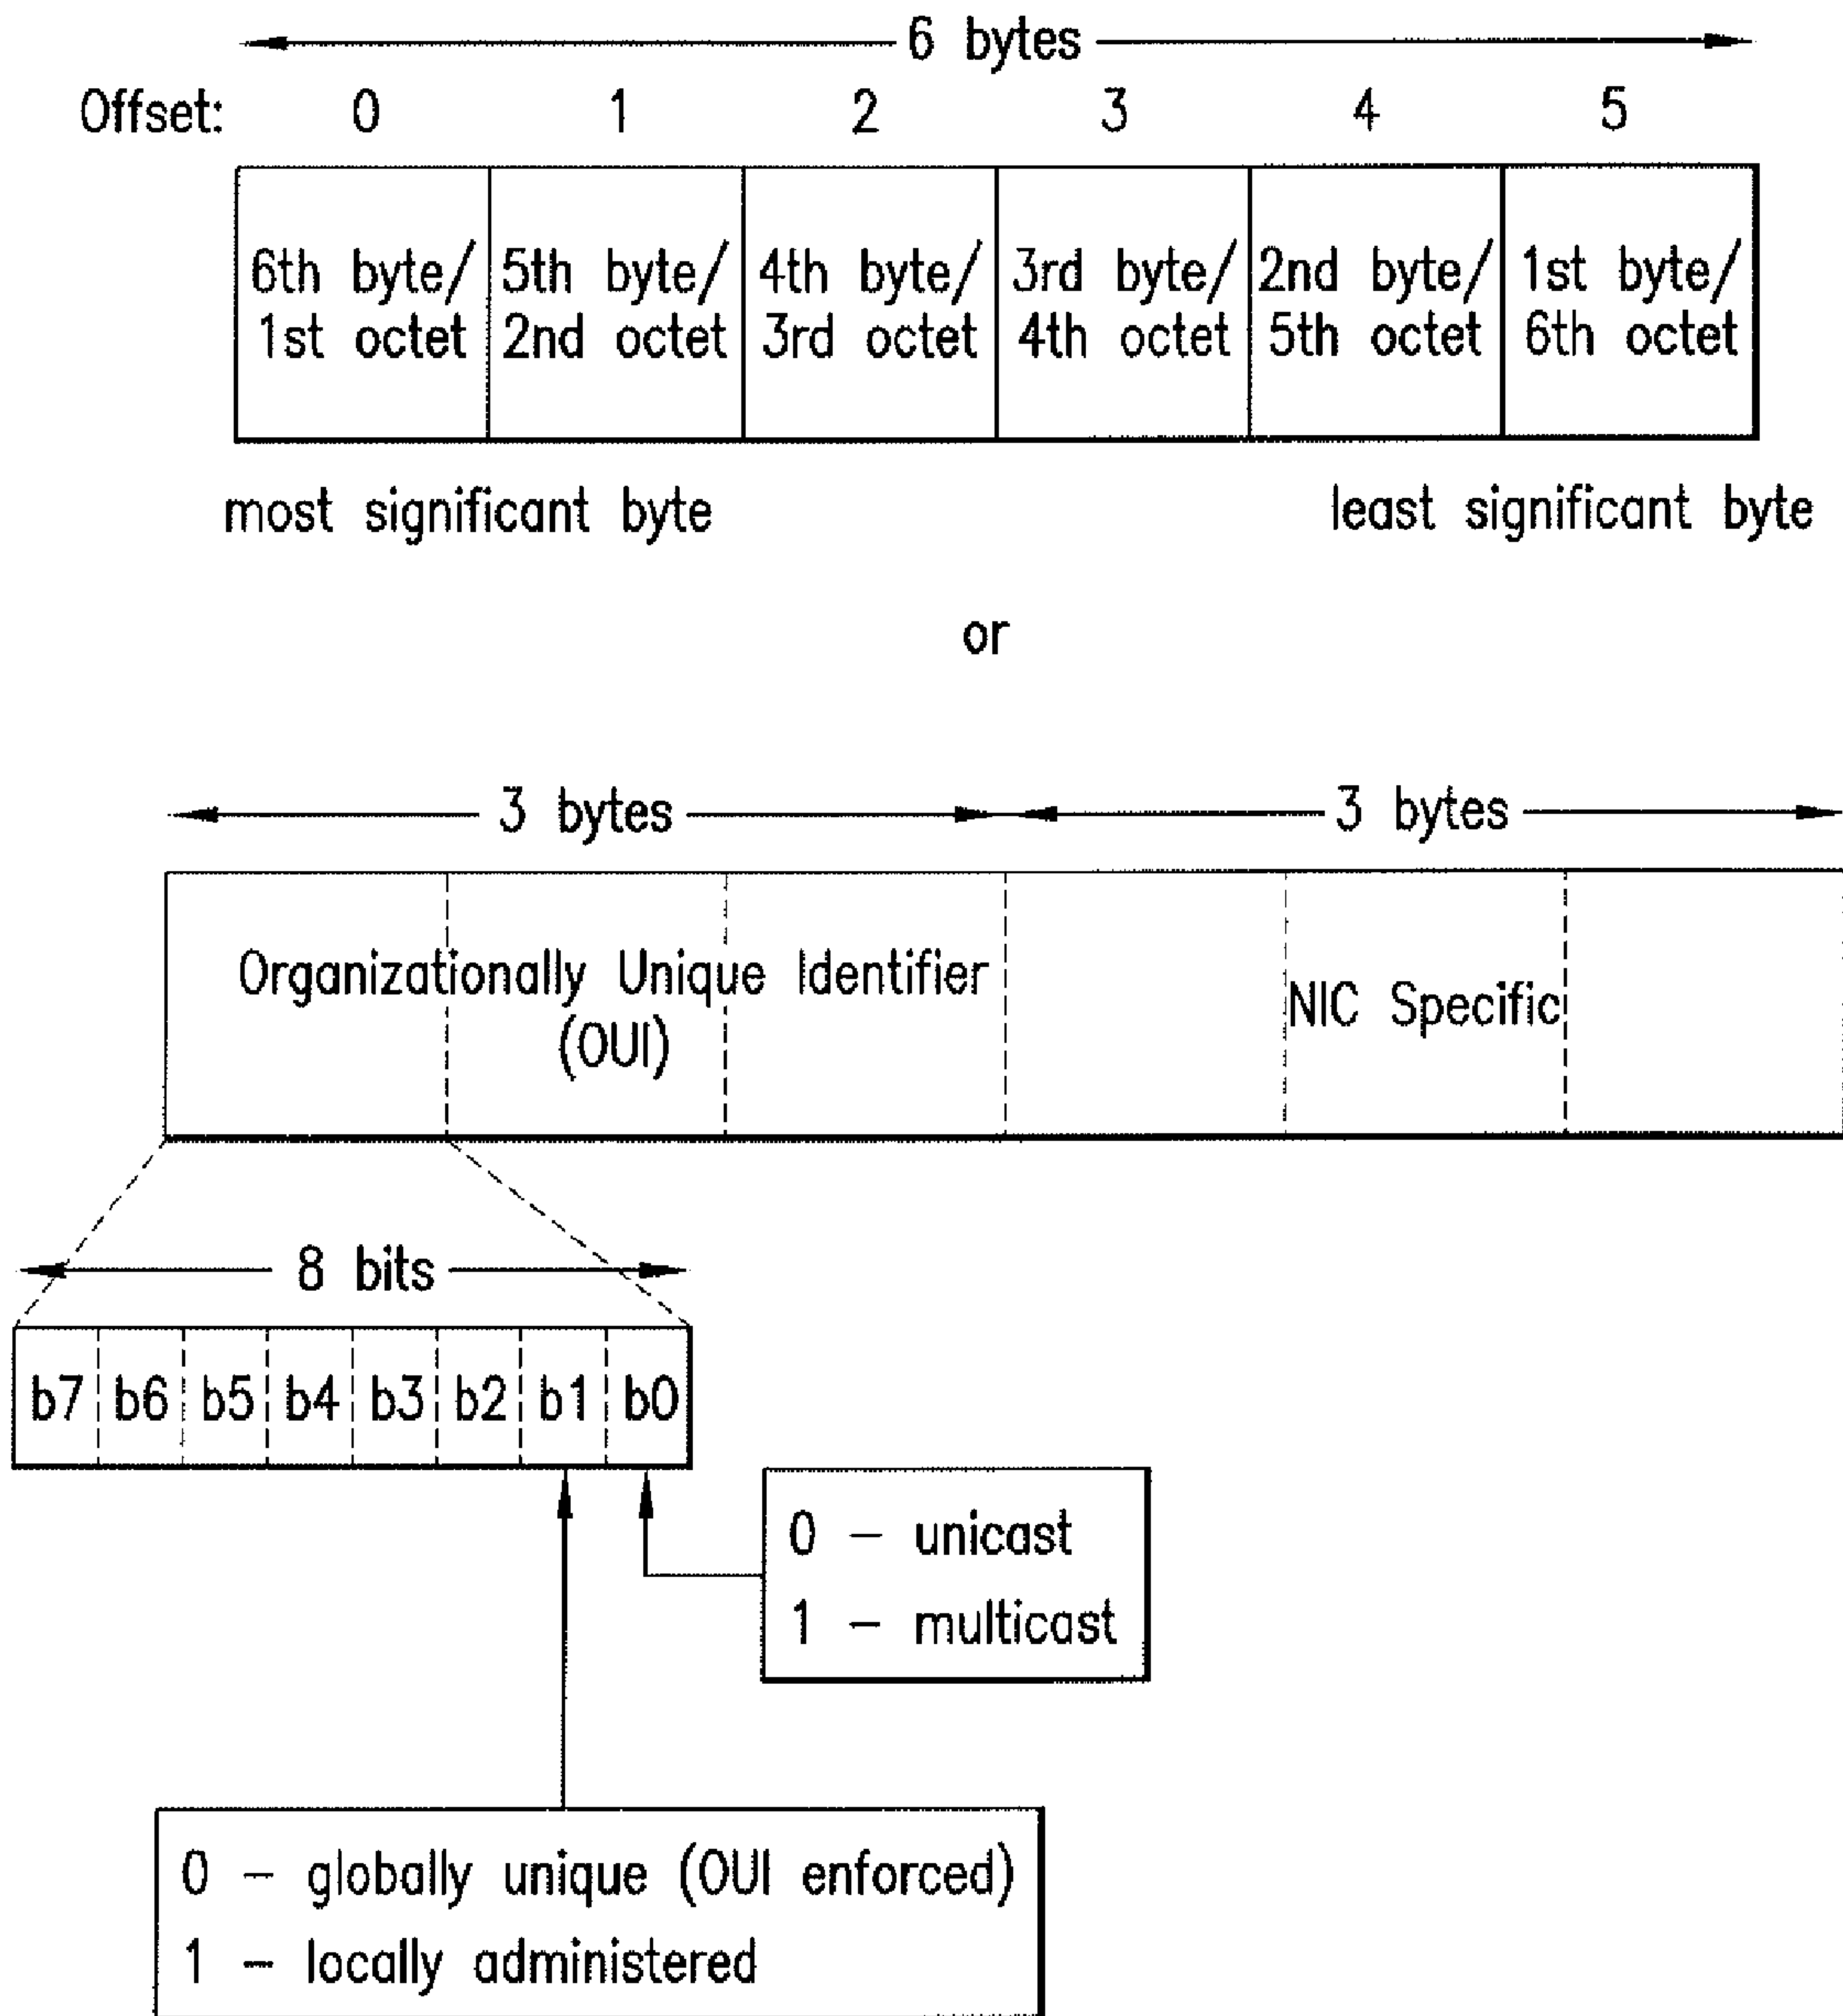 6 bytes
Offset: 0 1 2 3 4 5
6th byte/ 5th byte/ 4th byte/ 3rd byte/ 2nd byte/ 1st byte/
1st octet 2nd octet 3rd octet 4th octet 5th octet 6th octet
most significant byte least significant byte
or
3 bytes 3 bytes
Organizationally Unique Identifier
(OUI)
NIC Specific
8 bits
b7 b6 b5 b4 b3 b2 b1 b0
0 – unicast
1 – multicast
0 – globally unique (OUI enforced)
1 – locally administered